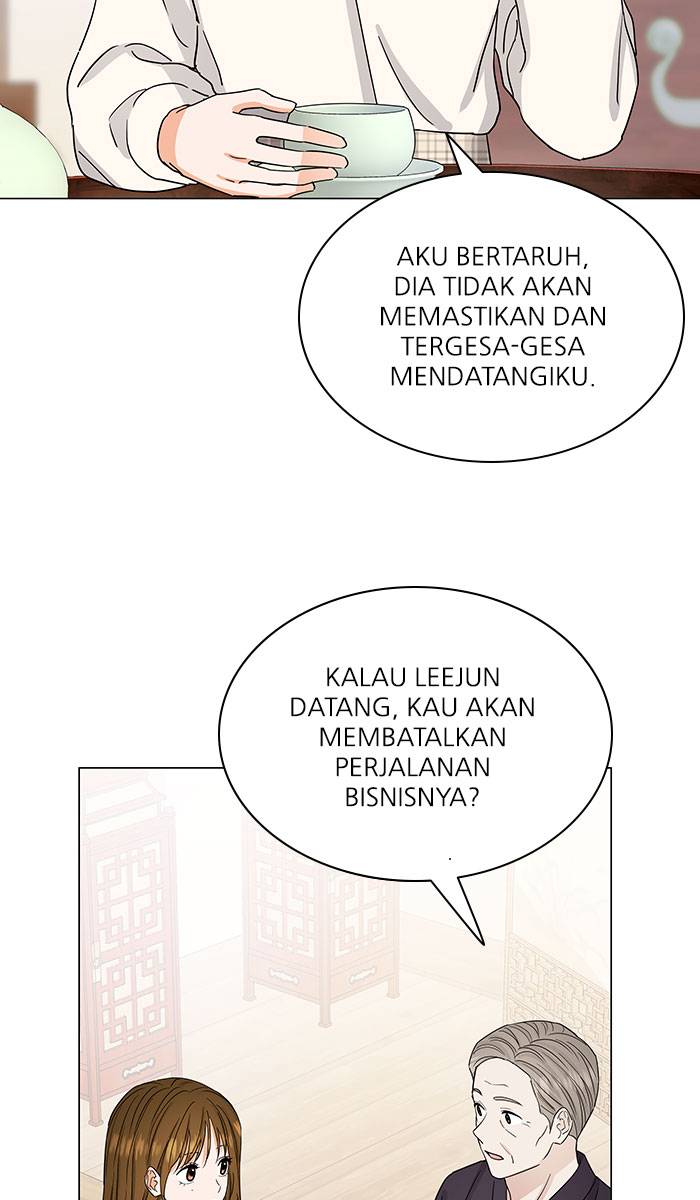 AKU BERTARUH,
DIA TIDAK AKAN
MEMASTIKAN DAN
TERGESA-GESA
MENDATANGIKU.
KALAU LEEJUN
DATANG, KAU AKAN
MEMBATALKAN
PERJALANAN
BISNISNYA?